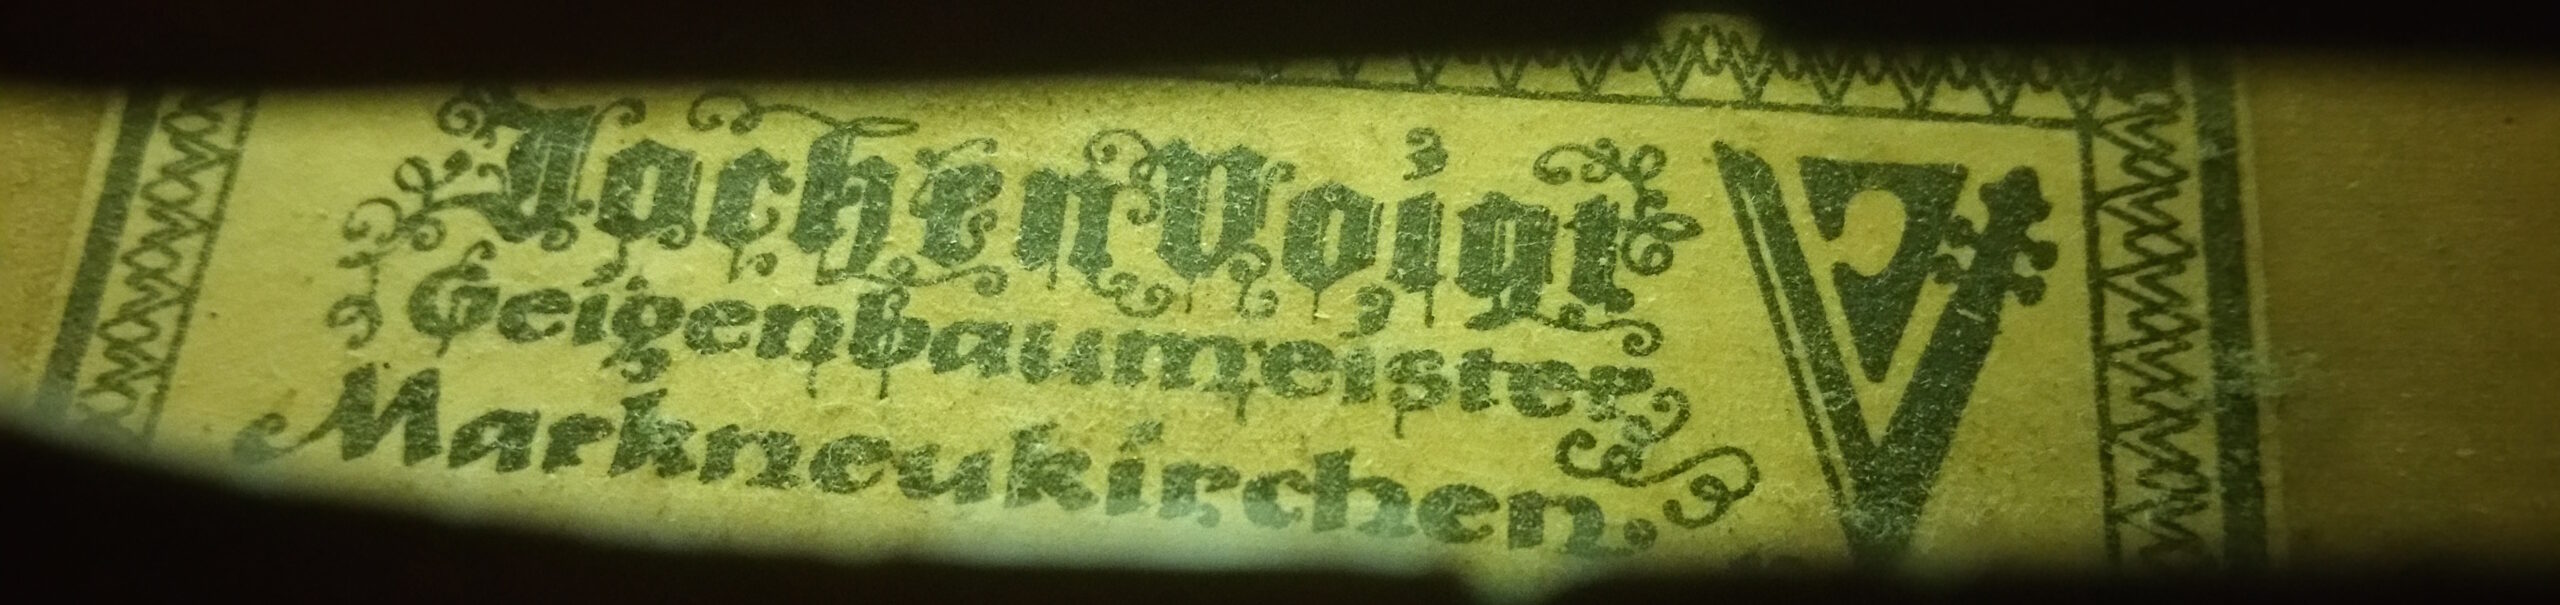 Jochen Voigt
Geigenbaumeister
Markneukirchen.